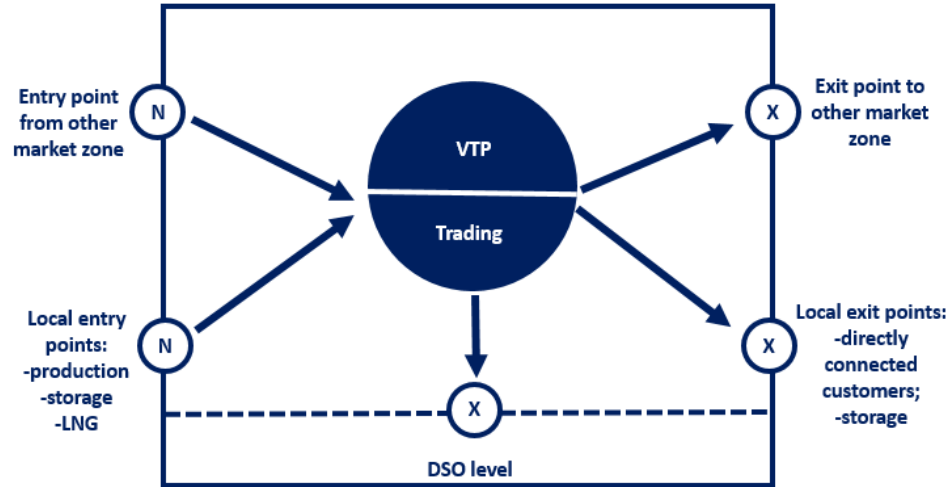 Entry point
from other
market zone
N
VTP
Trading
X
Exit point to
other market
zone
Local entry
points:
-production
-storage
-LNG
N
X
Local exit points:
-directly
connected
customers;
-storage
X
DSO level